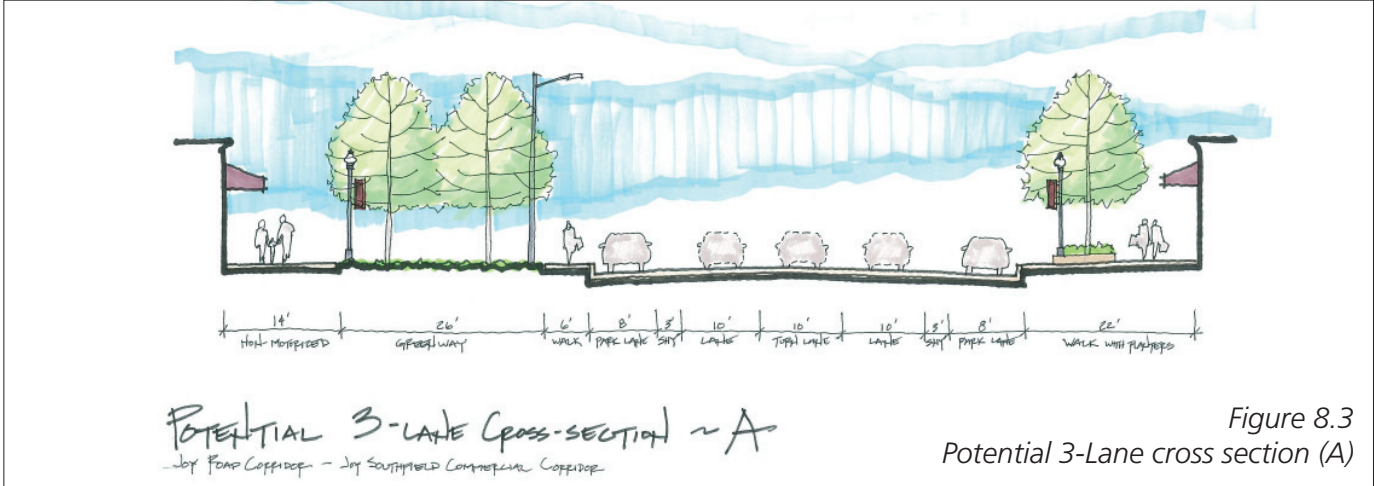 14' 26' 6' 8' 3' 10' 10' 10' 3' 8' 22'
NON-MOTORIZED GREENWAY WALK PARK LANE SHY LANE TURN LANE LANE SHY PARK LANE WALK WITH PLANTERS
POTENTIAL 3-LANE CROSS-SECTION ~ A
JOY ROAD CORRIDOR - JOY SOUTHFIELD COMMERCIAL CORRIDOR
Figure 8.3
Potential 3-Lane cross section (A)